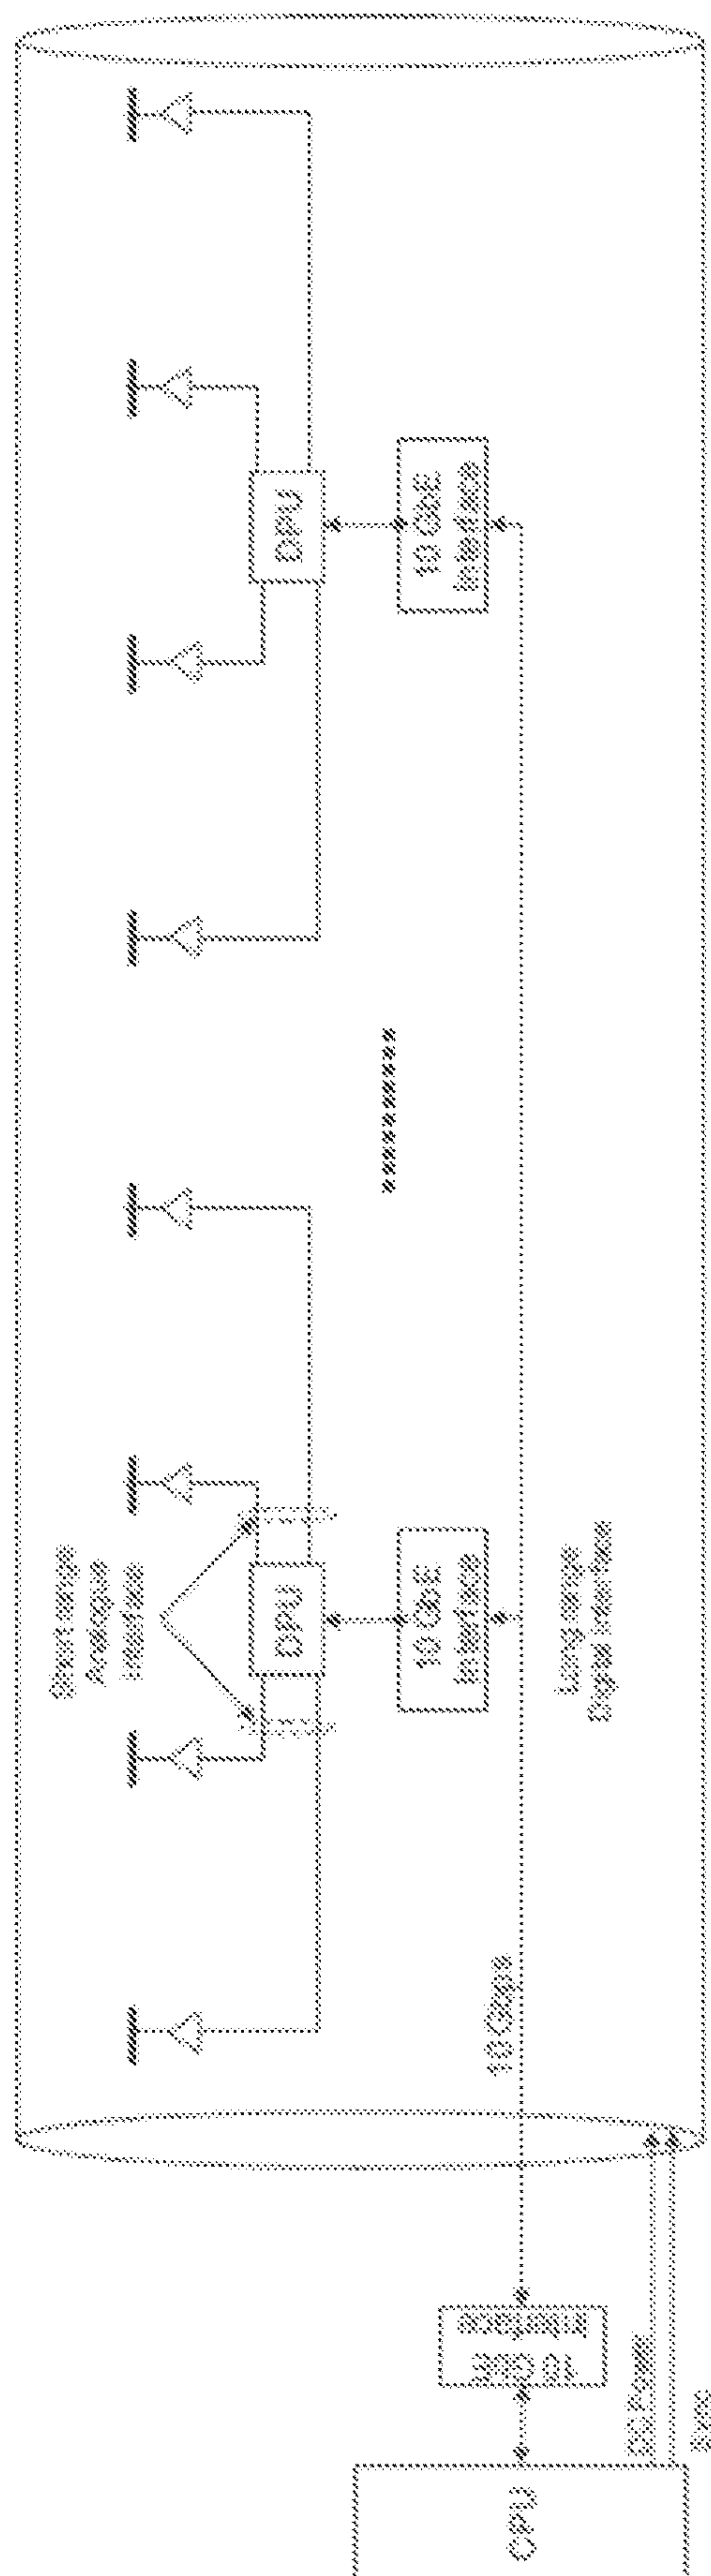 DPU
10 GbE
Interface
Short range
Analogue
Interface
DPU
10 GbE
Interface
Long range
Digital Interface
10 Gbps
10 GbE
Interface
DC Power
CPU